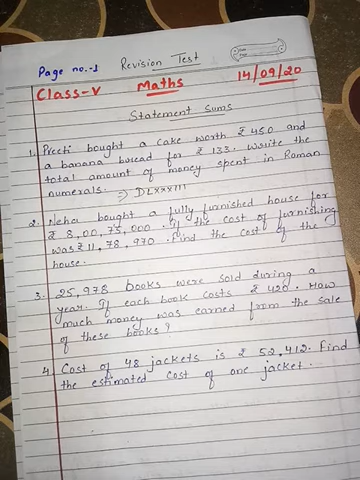 Page no.-1 Revision Test
Class-V Maths 14/09/20
Statement Sums
1. Preeti bought a cake worth ₹ 450 and
a banana bread for ₹ 133. Write the
total amount of money spent in Roman
numerals. ⇒ DLXXXIII
2. Neha bought a fully furnished house for
₹ 8,00,75,000. If the cost of furnishing
was ₹ 11,78,970. Find the cost of the
house.
3. 25,978 books were sold during a
year. If each book costs ₹ 420. How
much money was earned from the sale
of these books?
4. Cost of 48 jackets is ₹ 52,412. Find
the estimated cost of one jacket.